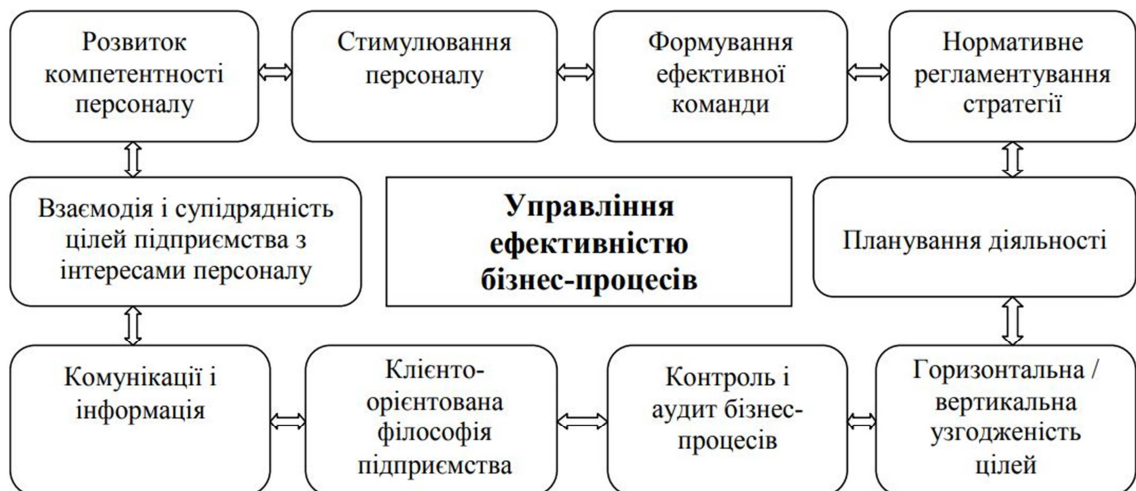 Розвиток
компетентності
персоналу
Стимулювання
персоналу
Формування
ефективної
команди
Нормативне
регламентування
стратегії
Взаємодія і супідрядність
цілей підприємства з
інтересами персоналу
Управління
ефективністю
бізнес-процесів
Планування діяльності
Комунікації і
інформація
Клієнто-
орієнтована
філософія
підприємства
Контроль і
аудит бізнес-
процесів
Горизонтальна /
вертикальна
узгодженість
цілей